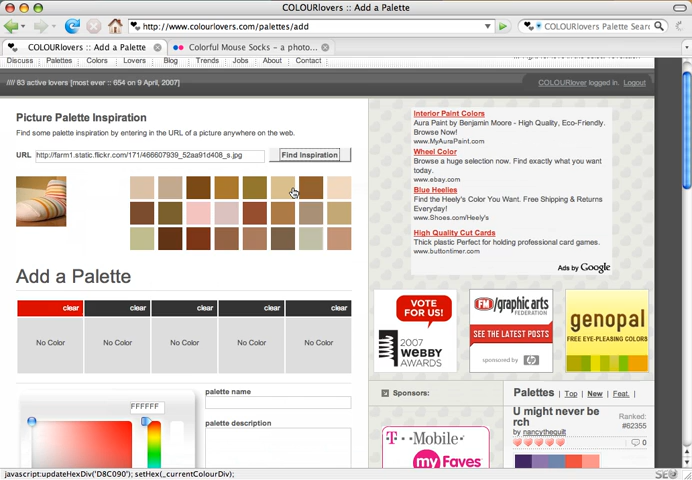 COLOURlovers :: Add a Palette
http://www.colourlovers.com/palettes/add
COLOURlovers Palette Sear
COLOURlovers :: Add a Palette
Colorful Mouse Socks – a photo...
Discuss Palettes Colors Lovers Blog Trends Jobs About Contact
//// 83 active lovers [most ever :: 654 on 9 April, 2007]
COLOURlover logged in. Logout
Picture Palette Inspiration
Find some palette inspiration by entering in the URL of a picture anywhere on the web.
URL http://farm1.static.flickr.com/171/466607939_52aa91d408_s.jpg Find Inspiration
Add a Palette
clear clear clear clear clear
No Color No Color No Color No Color No Color
palette name
FFFFFF
palette description
Interior Paint Colors
Aura Paint by Benjamin Moore - High Quality, Eco-Friendly.
Browse Now!
www.MyAuraPaint.com
Wheel Color
Browse a huge selection now. Find exactly what you want
today.
www.ebay.com
Blue Heelies
Find the Heely's Color You Want. Free Shipping & Returns
Everyday!
www.Shoes.com/Heely's
High Quality Cut Cards
Thick plastic Perfect for holding professional card games.
www.buttontimer.com
Ads by Google
VOTE
FOR US!
2007
WEBBY
AWARDS
FM/graphic arts
FEDERATION
SEE THE LATEST POSTS
sponsored by hp
genopal
FREE EYE-PLEASING COLORS
Sponsors:
T··Mobile·
myFaves
Palettes | Top | New | Feat. |
U might never be
rch
by nancythequilt
Ranked:
#62355
0
javascript:updateHexDiv("D8C090"); setHex(_currentColourDiv);